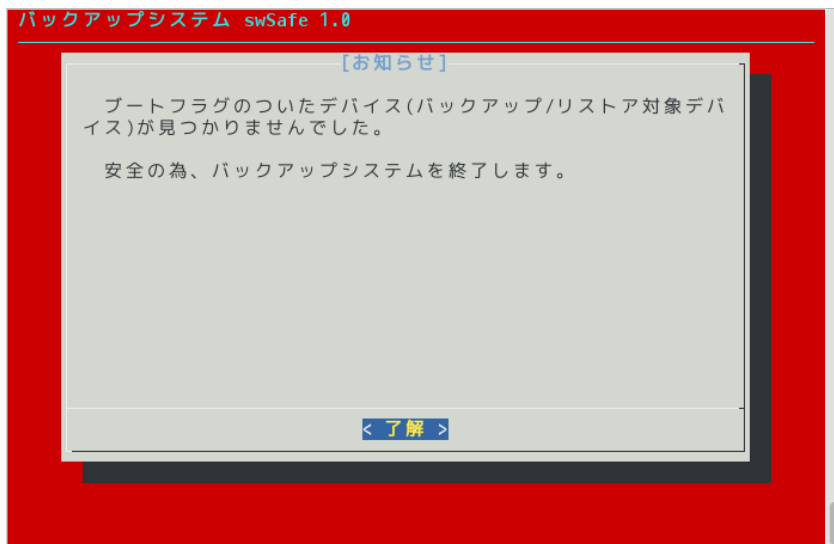 バックアップシステム swSafe 1.0
[お知らせ]
ブートフラグのついたデバイス(バックアップ/リストア対象デバ
イス)が見つかりませんでした。
安全の為、バックアップシステムを終了します。
< 了解 >